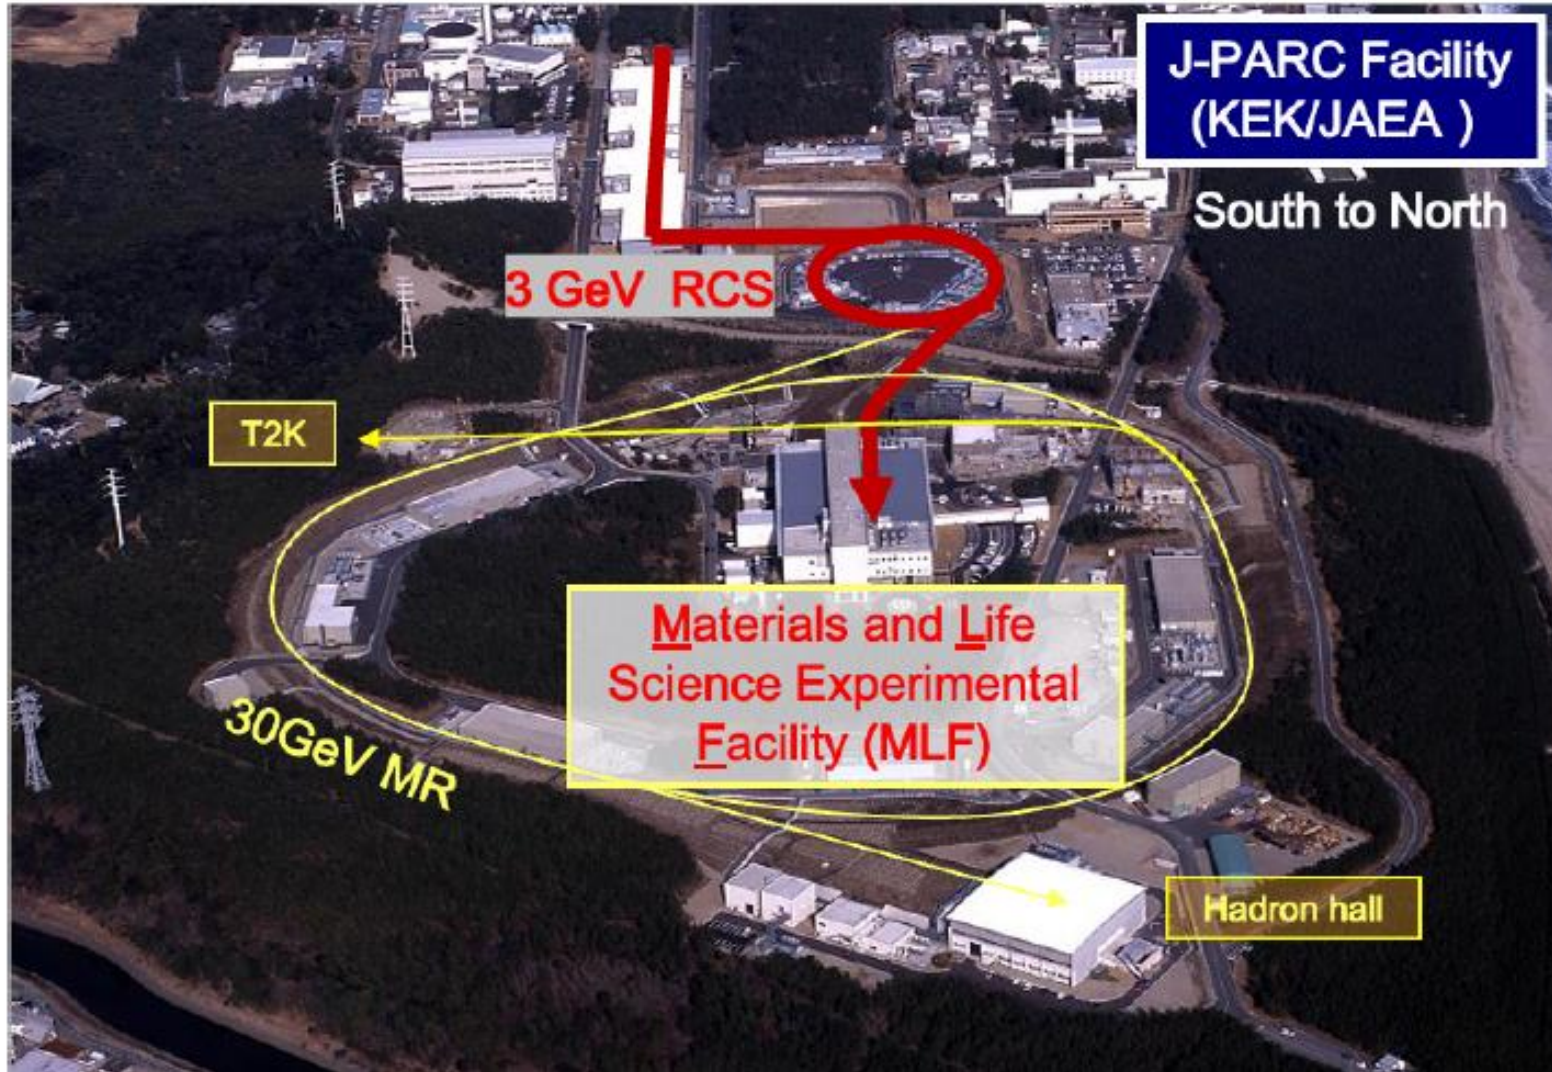 J-PARC Facility
(KEK/JAEA )
South to North
3 GeV RCS
T2K
Materials and Life
Science Experimental
Facility (MLF)
30GeV MR
Hadron hall